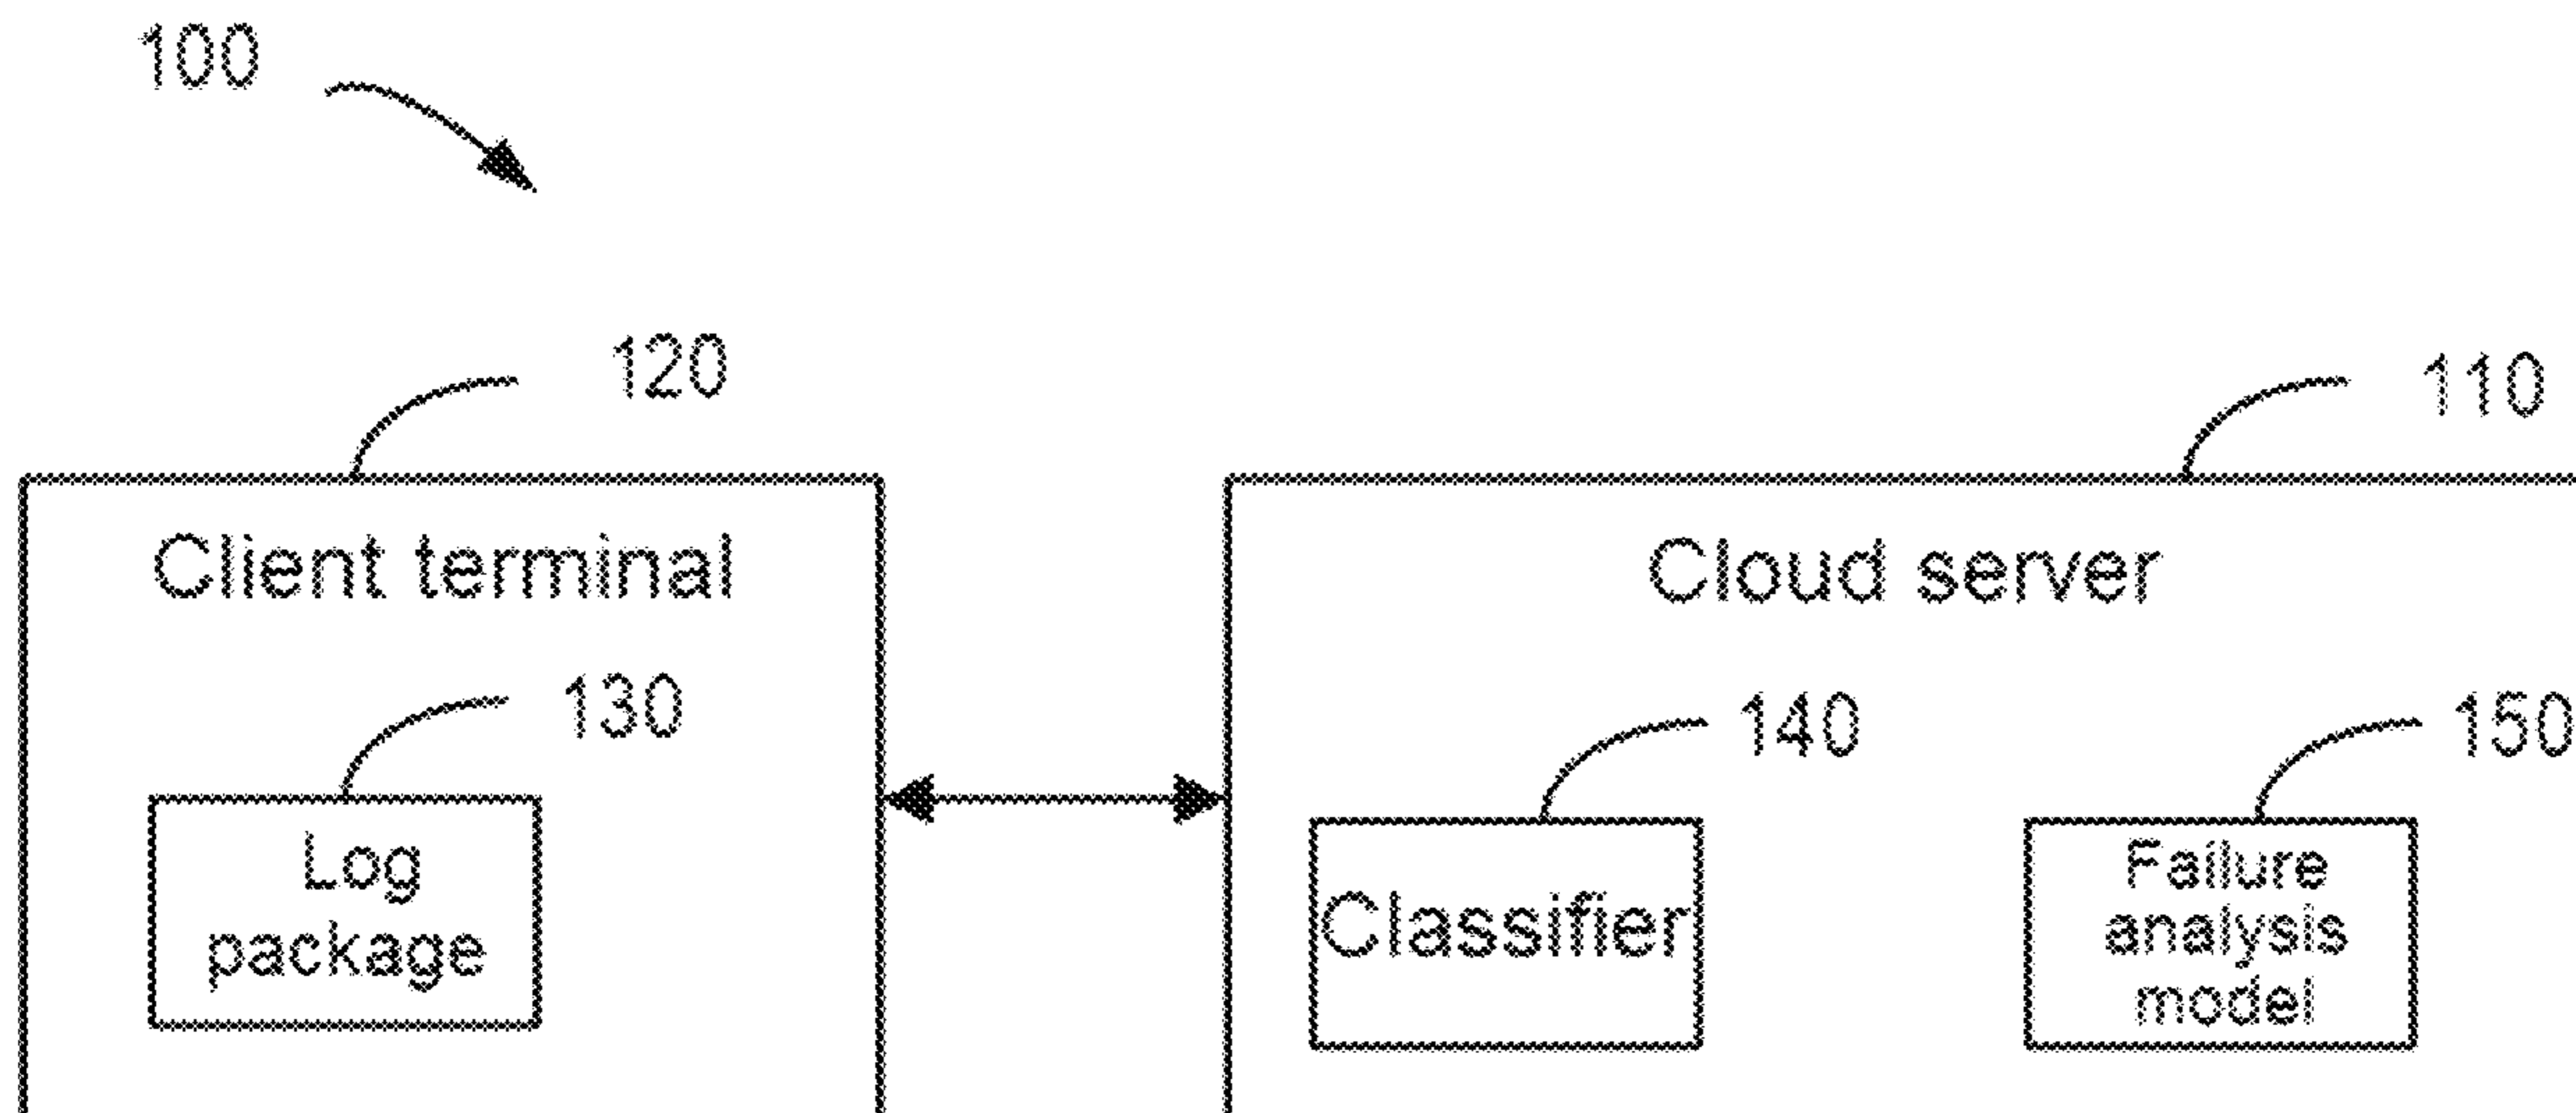 100
120
110
Client terminal
Cloud server
130
140
150
Log
package
Classifier
Failure
analysis
model